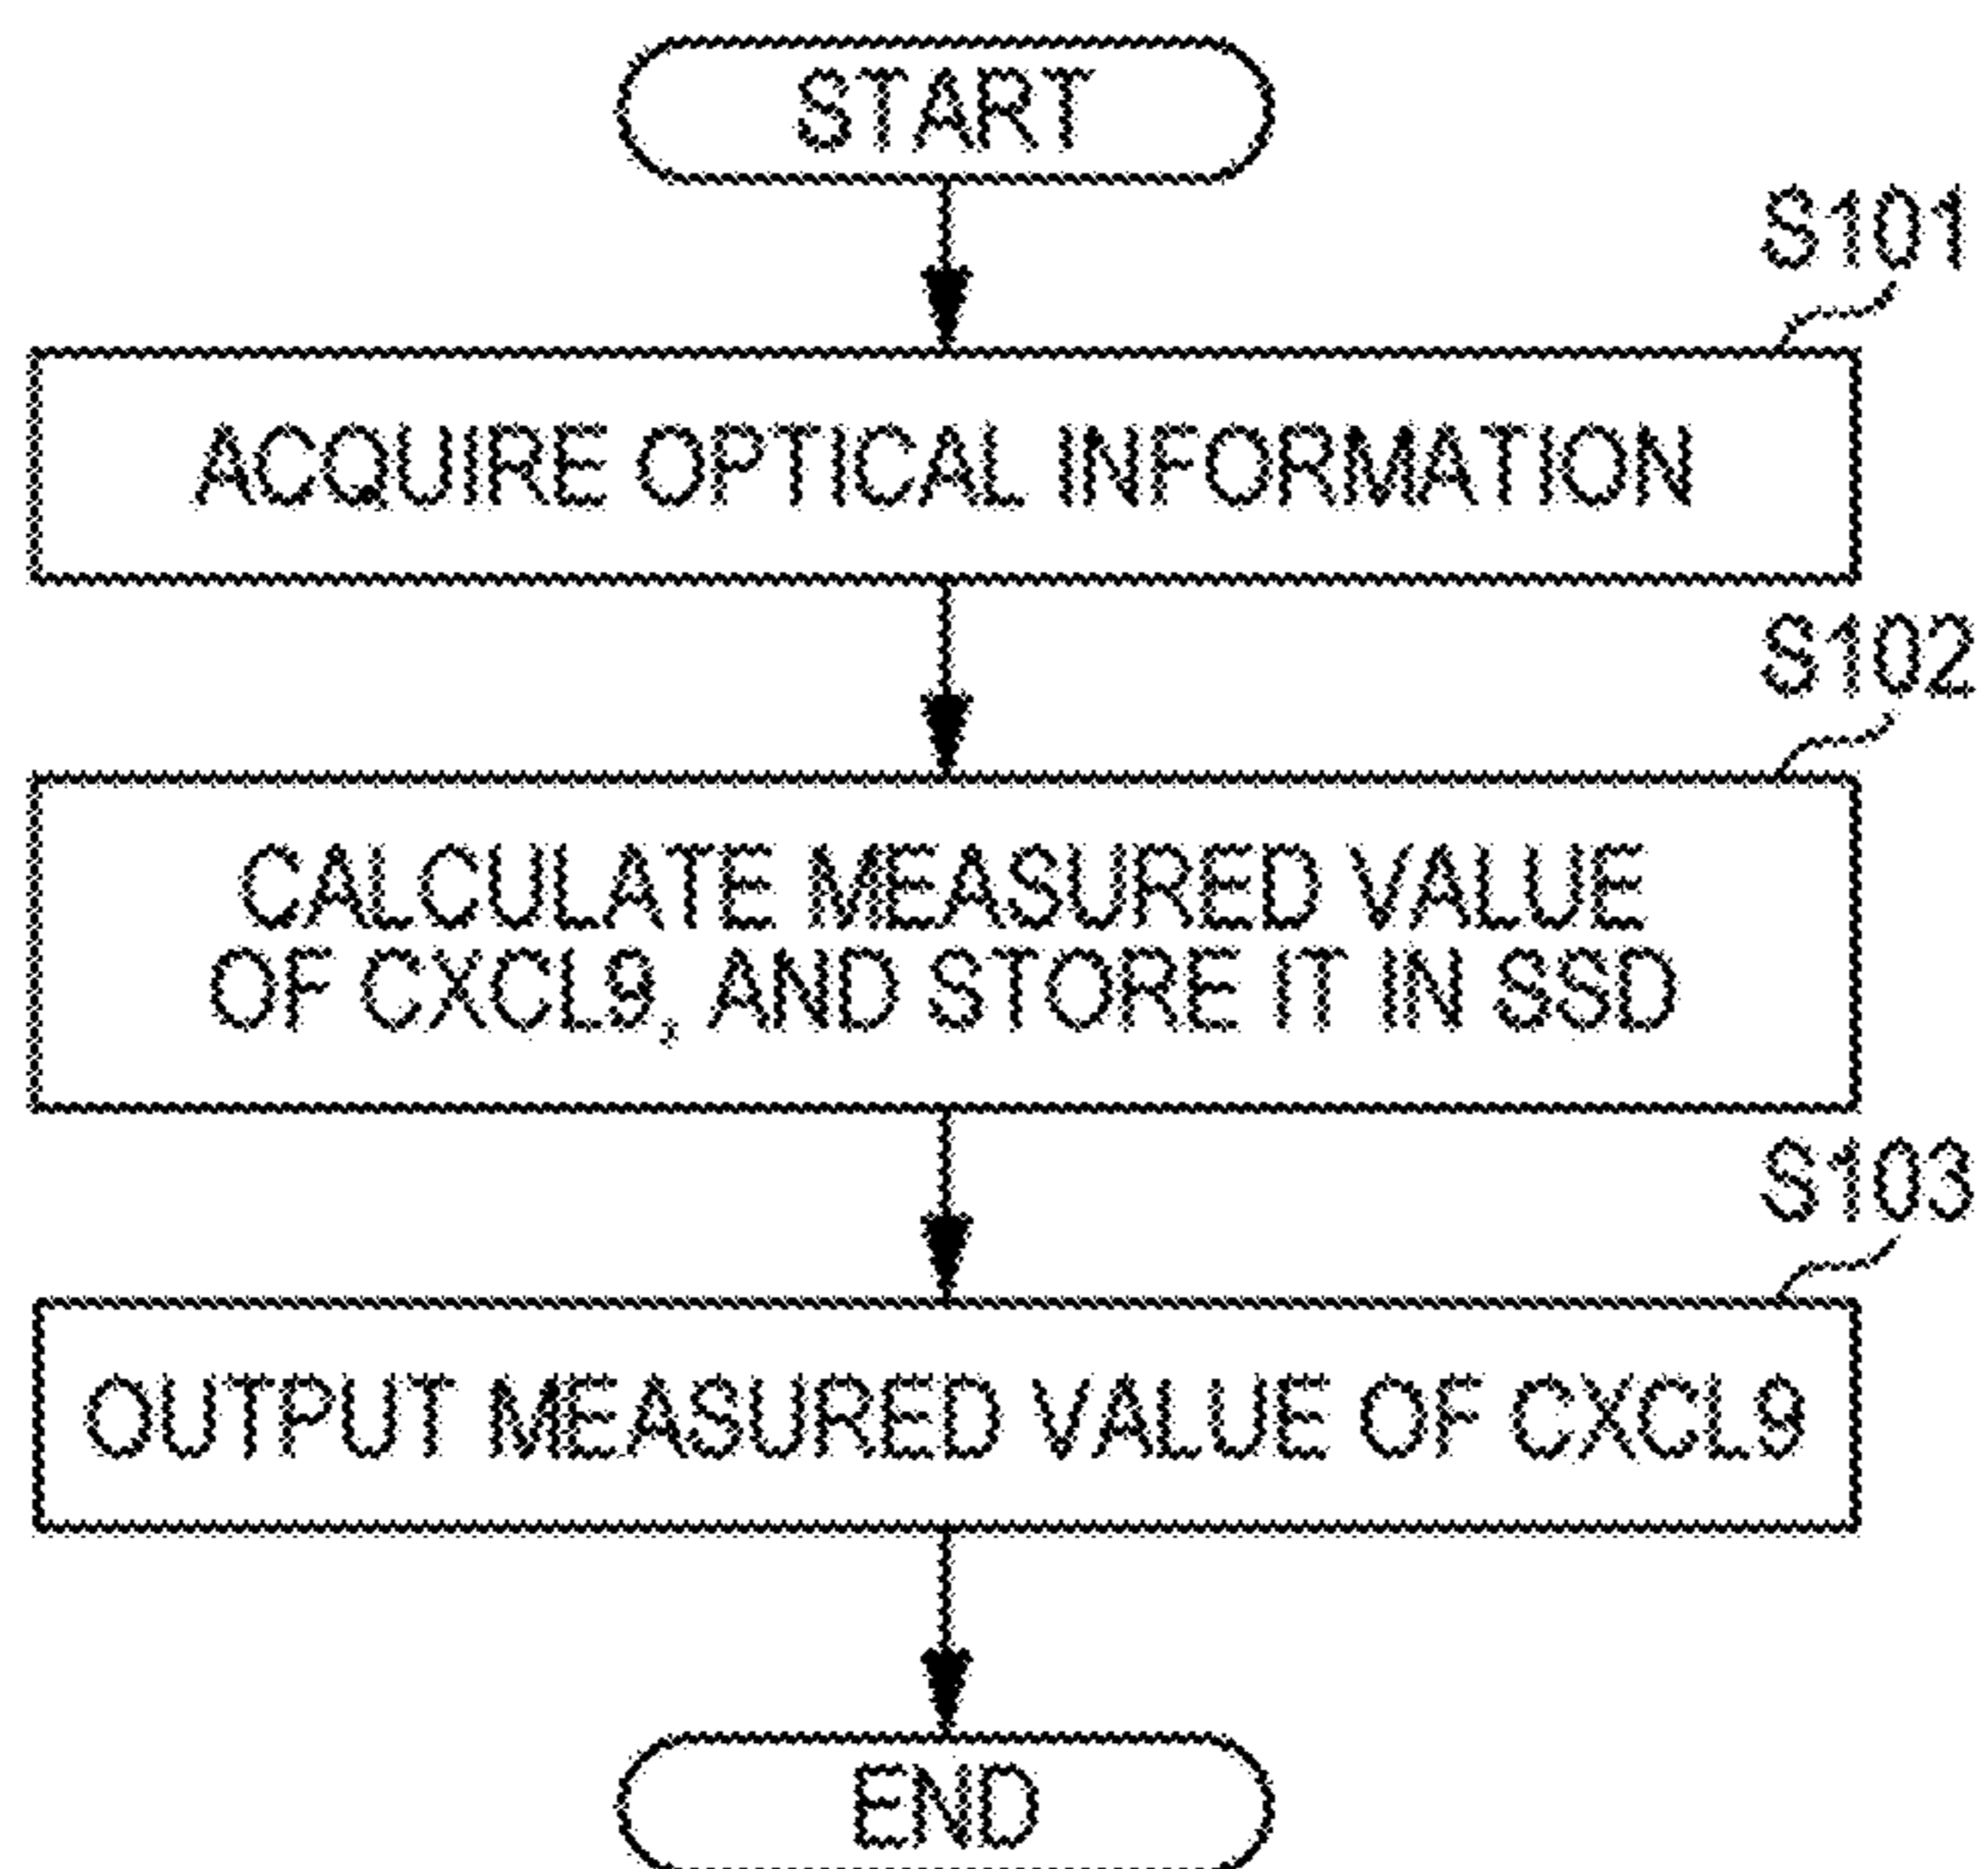 START
S101
ACQUIRE OPTICAL INFORMATION
S102
CALCULATE MEASURED VALUE
OF CXCL9, AND STORE IT IN SSD
S103
OUTPUT MEASURED VALUE OF CXCL9
END